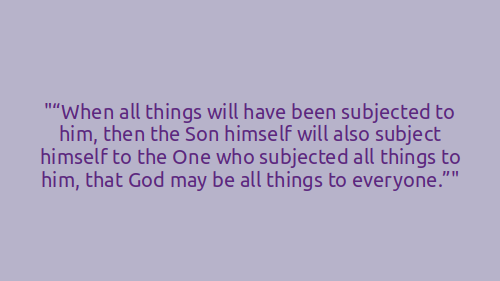 "“When all things will have been subjected to
him, then the Son himself will also subject
himself to the One who subjected all things to
him, that God may be all things to everyone.”"